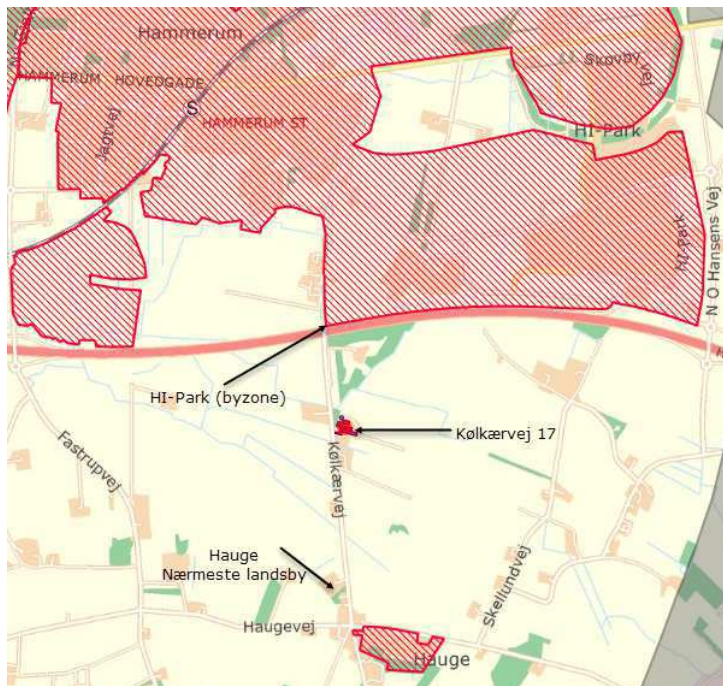 Hammerum
Skovbyvej
HAMMERUM HOVEDGADE
S
HAMMERUM ST
HI-Park
Jagtvej
HI-Park
N O Hansens Vej
HI-Park (byzone)
Kølkærvej 17
Fastrupvej
Kølkærvej
Hauge
Nærmeste landsby
Skellundvej
Haugevej
Hauge